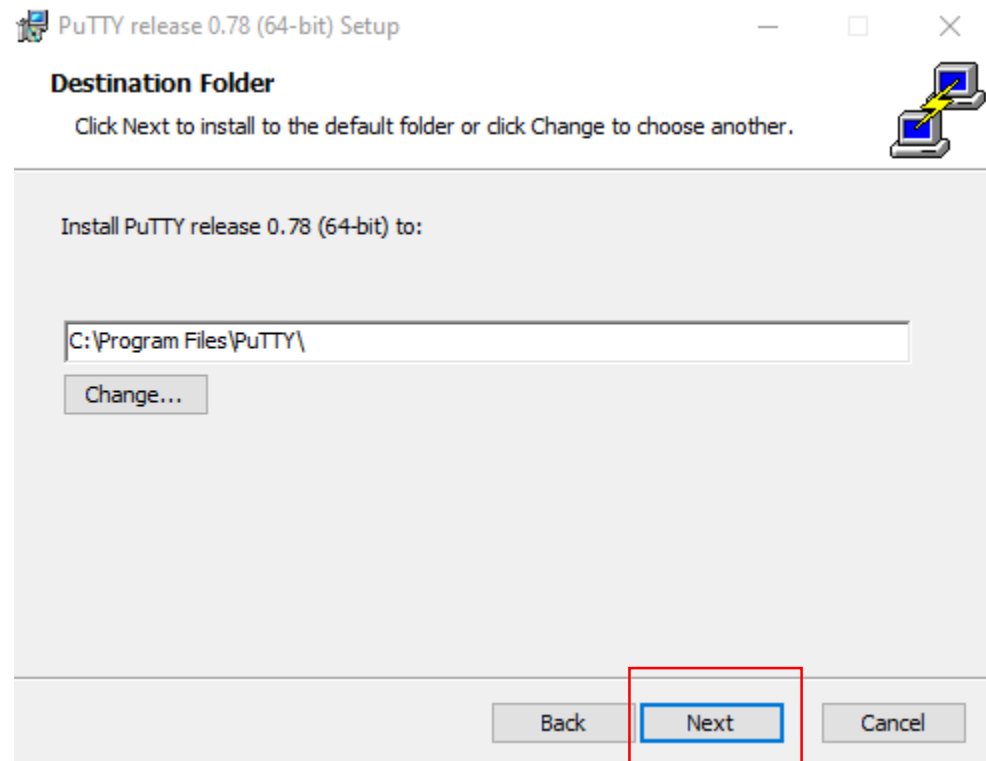 PuTTY release 0.78 (64-bit) Setup
Destination Folder
Click Next to install to the default folder or click Change to choose another.
Install PuTTY release 0.78 (64-bit) to:
C:\Program Files\PuTTY\
Change...
Back Next Cancel